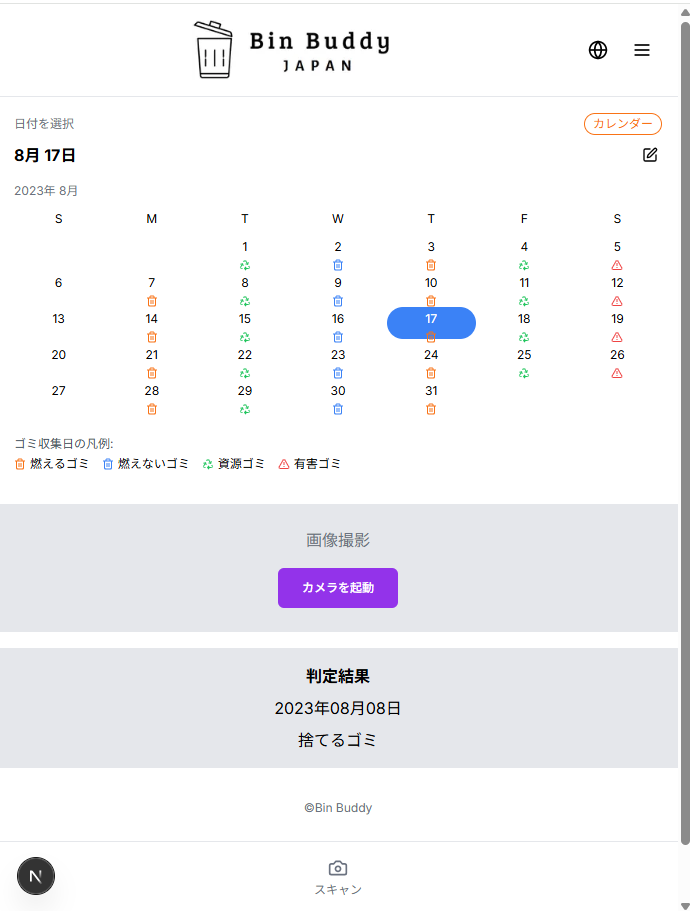 Bin Buddy
JAPAN
日付を選択
カレンダー
8月 17日
2023年 8月
S M T W T F S
1 2 3 4 5
6 7 8 9 10 11 12
13 14 15 16 17 18 19
20 21 22 23 24 25 26
27 28 29 30 31
ゴミ収集日の凡例:
燃えるゴミ 燃えないゴミ 資源ゴミ 有害ゴミ
画像撮影
カメラを起動
判定結果
2023年08月08日
捨てるゴミ
©Bin Buddy
N
スキャン